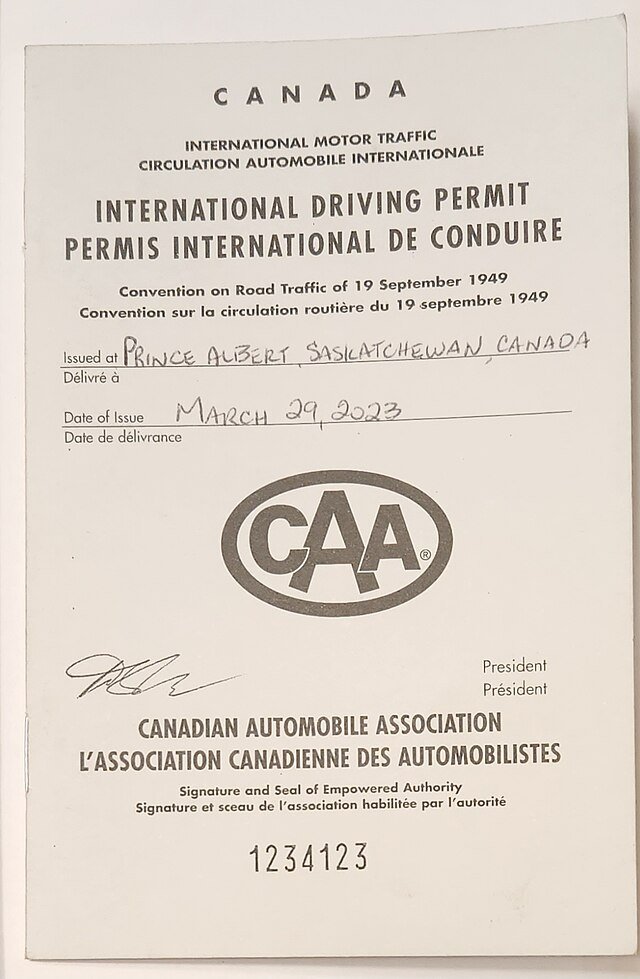 CANADA
INTERNATIONAL MOTOR TRAFFIC
CIRCULATION AUTOMOBILE INTERNATIONALE
INTERNATIONAL DRIVING PERMIT
PERMIS INTERNATIONAL DE CONDUIRE
Convention on Road Traffic of 19 September 1949
Convention sur la circulation routière du 19 septembre 1949
Issued at PRINCE ALBERT, SASKATCHEWAN, CANADA
Délivré à
Date of Issue MARCH 29, 2023
Date de délivrance
CAA®
President
Président
CANADIAN AUTOMOBILE ASSOCIATION
L'ASSOCIATION CANADIENNE DES AUTOMOBILISTES
Signature and Seal of Empowered Authority
Signature et sceau de l'association habilitée par l'autorité
1234123